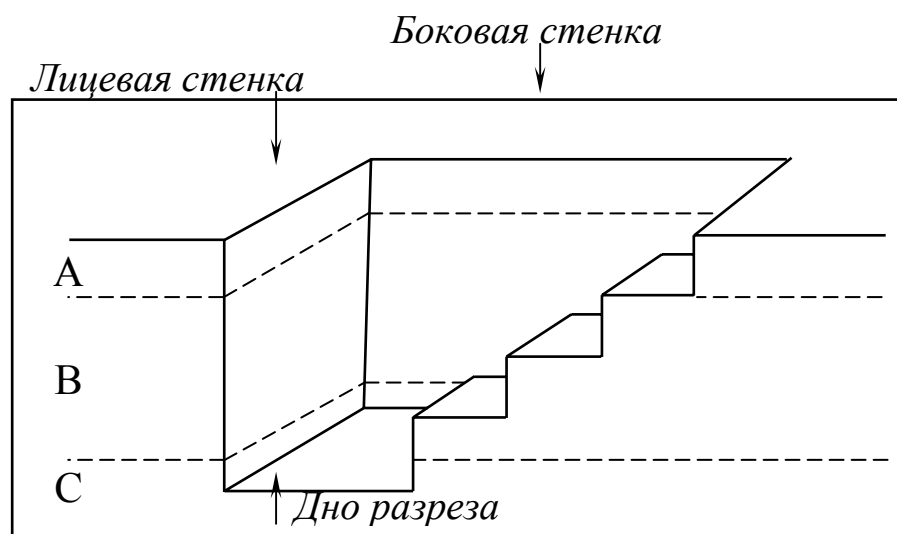 Боковая стенка
Лицевая стенка
A
B
C
Дно разреза